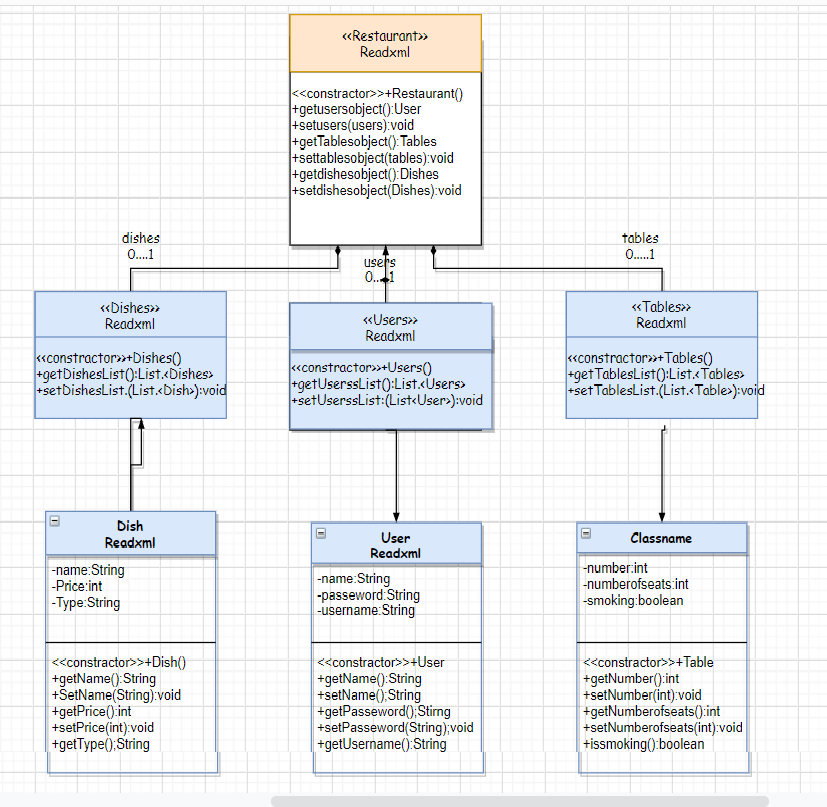 <<Restaurant>>
Readxml
<<constractor>>+Restaurant()
+getusersobject():User
+setusers(users):void
+getTablesobject():Tables
+settablesobject(tables):void
+getdishesobject():Dishes
+setdishesobject(Dishes):void
dishes
0....1
users
0....1
tables
0.....1
<<Dishes>>
Readxml
<<constractor>>+Dishes()
+getDishesList():List.<Dishes>
+setDishesList.(List.<Dish>):void
<<Users>>
Readxml
<<constractor>>+Users()
+getUserssList():List.<Users>
+setUserssList:(List<User>):void
<<Tables>>
Readxml
<<constractor>>+Tables()
+getTablesList():List.<Tables>
+setTablesList.(List.<Table>):void
Dish
Readxml
-name:String
-Price:int
-Type:String
<<constractor>>+Dish()
+getName():String
+SetName(String):void
+getPrice():int
+setPrice(int):void
+getType();String
User
Readxml
-name:String
-passeword:String
-username:String
<<constractor>>+User
+getName():String
+setName();String
+getPasseword();Stirng
+setPasseword(String);void
+getUsername():String
Classname
-number:int
-numberofseats:int
-smoking:boolean
<<constractor>>+Table
+getNumber():int
+setNumber(int):void
+getNumberofseats():int
+setNumberofseats(int):void
+issmoking():boolean